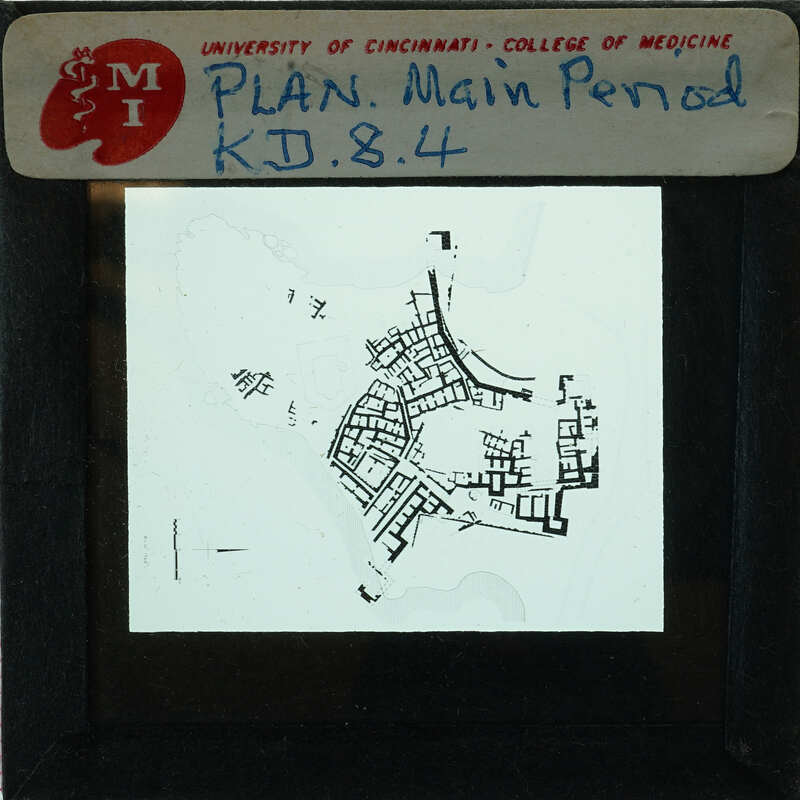 UNIVERSITY OF CINCINNATI · COLLEGE OF MEDICINE
M
I
PLAN. Main Period
KD.8.4